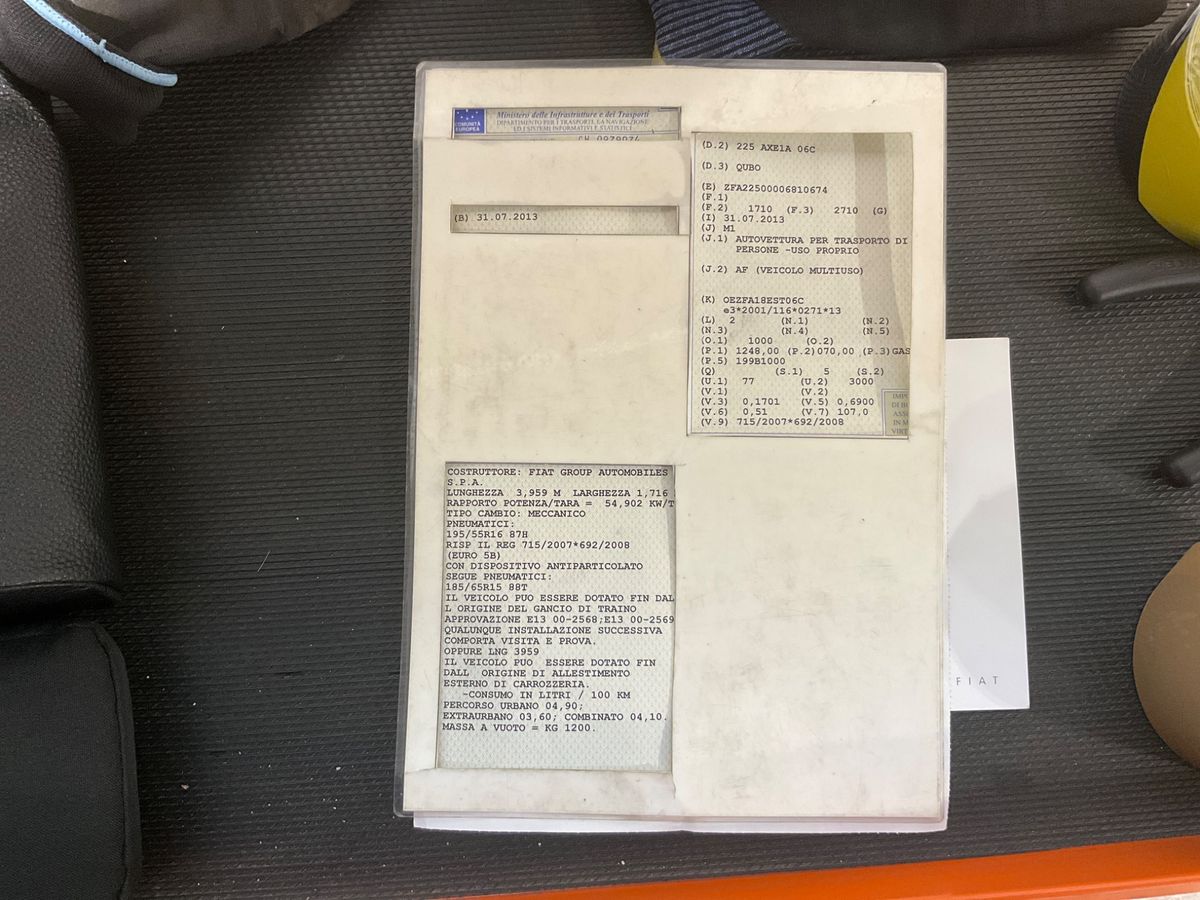 COMUNITÀ
EUROPEA
Ministero delle Infrastrutture e dei Trasporti
DIPARTIMENTO PER I TRASPORTI, LA NAVIGAZIONE
ED I SISTEMI INFORMATIVI E STATISTICI
(B) 31.07.2013
(D.2) 225 AXE1A 06C
(D.3) QUBO
(E) ZFA22500006810674
(F.1)
(F.2) 1710 (F.3) 2710 (G)
(I) 31.07.2013
(J) M1
(J.1) AUTOVETTURA PER TRASPORTO DI
PERSONE -USO PROPRIO
(J.2) AF (VEICOLO MULTIUSO)
(K) OEZFA18EST06C
e3*2001/116*0271*13
(L) 2 (N.1) (N.2)
(N.3) (N.4) (N.5)
(O.1) 1000 (O.2)
(P.1) 1248,00 (P.2)070,00 (P.3)GAS
(P.5) 199B1000
(Q) (S.1) 5 (S.2)
(U.1) 77 (U.2) 3000
(V.1) (V.2)
(V.3) 0,1701 (V.5) 0,6900
(V.6) 0,51 (V.7) 107,0
(V.9) 715/2007*692/2008
COSTRUTTORE: FIAT GROUP AUTOMOBILES
S.P.A.
LUNGHEZZA 3,959 M LARGHEZZA 1,716
RAPPORTO POTENZA/TARA = 54,902 KW/T
TIPO CAMBIO: MECCANICO
PNEUMATICI:
195/55R16 87H
RISP IL REG 715/2007*692/2008
(EURO 5B)
CON DISPOSITIVO ANTIPARTICOLATO
SEGUE PNEUMATICI:
185/65R15 88T
IL VEICOLO PUO ESSERE DOTATO FIN DAL
L ORIGINE DEL GANCIO DI TRAINO
APPROVAZIONE E13 00-2568;E13 00-2569
QUALUNQUE INSTALLAZIONE SUCCESSIVA
COMPORTA VISITA E PROVA.
OPPURE LNG 3959
IL VEICOLO PUO ESSERE DOTATO FIN
DALL ORIGINE DI ALLESTIMENTO
ESTERNO DI CARROZZERIA.
-CONSUMO IN LITRI / 100 KM
PERCORSO URBANO 04,90;
EXTRAURBANO 03,60; COMBINATO 04,10.
MASSA A VUOTO = KG 1200.
FIAT